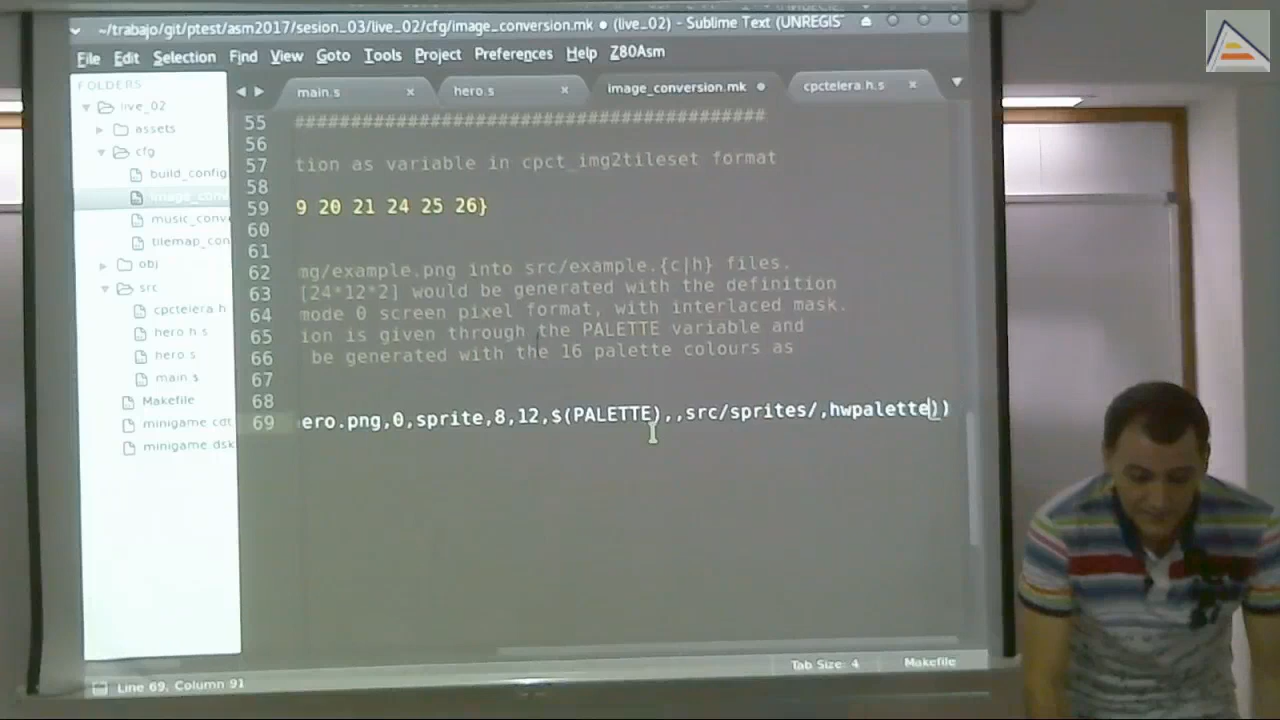 ~/trabajo/git/ptest/asm2017/sesion_03/live_02/cfg/image_conversion.mk • (live_02) - Sublime Text (UNREGIS
File Edit Selection Find View Goto Tools Project Preferences Help Z80Asm
FOLDERS
live_02
assets
cfg
build_config
image_conv
music_conv
tilemap_con
obj
src
cpctelera.h
hero.h.s
hero.s
main.s
Makefile
minigame.cdt
minigame.dsk
main.s × hero.s × image_conversion.mk • cpctelera.h.s ×
55 ##########################################
56
57 tion as variable in cpct_img2tileset format
58
59 9 20 21 24 25 26}
60
61
62 mg/example.png into src/example.{c|h} files.
63 [24*12*2] would be generated with the definition
64 mode 0 screen pixel format, with interlaced mask.
65 ion is given through the PALETTE variable and
66 be generated with the 16 palette colours as
67
68
69 ero.png,0,sprite,8,12,$(PALETTE),,src/sprites/,hwpalette))
Line 69, Column 91
Tab Size: 4 Makefile